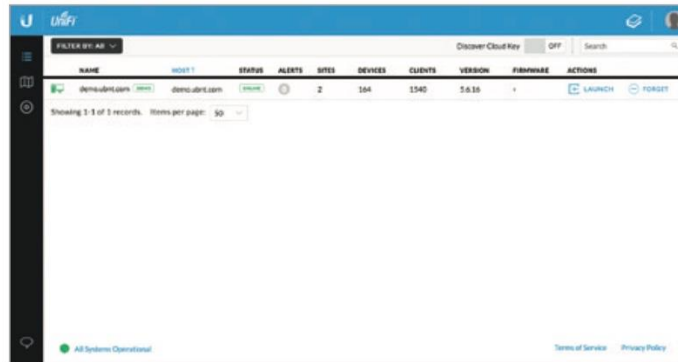 U UniFi
FILTER BY: All Discover Cloud Key OFF Search
NAME HOST STATUS ALERTS SITES DEVICES CLIENTS VERSION FIRMWARE ACTIONS
demo.ubnt.com DEMO demo.ubnt.com ONLINE 0 2 164 1540 5.6.16 - LAUNCH FORGET
Showing 1-1 of 1 records. Items per page: 50
All Systems Operational Terms of Service Privacy Policy